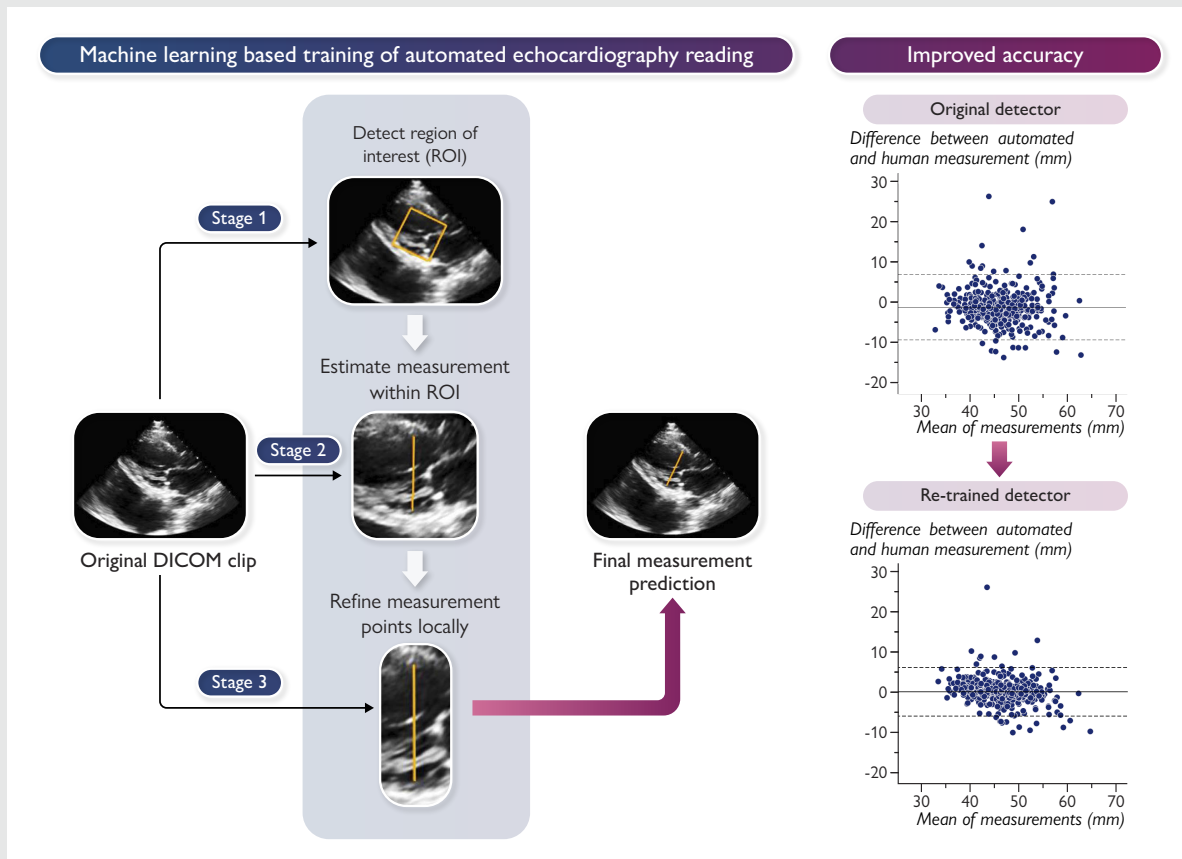 Machine learning based training of automated echocardiography reading
Detect region of
interest (ROI)
Stage 1
Estimate measurement
within ROI
Stage 2
Original DICOM clip
Refine measurement
points locally
Stage 3
Final measurement
prediction
Improved accuracy
Original detector
Difference between automated
and human measurement (mm)
30
20
10
0
-10
-20
30 40 50 60 70
Mean of measurements (mm)
Re-trained detector
Difference between automated
and human measurement (mm)
30
20
10
0
-10
-20
30 40 50 60 70
Mean of measurements (mm)